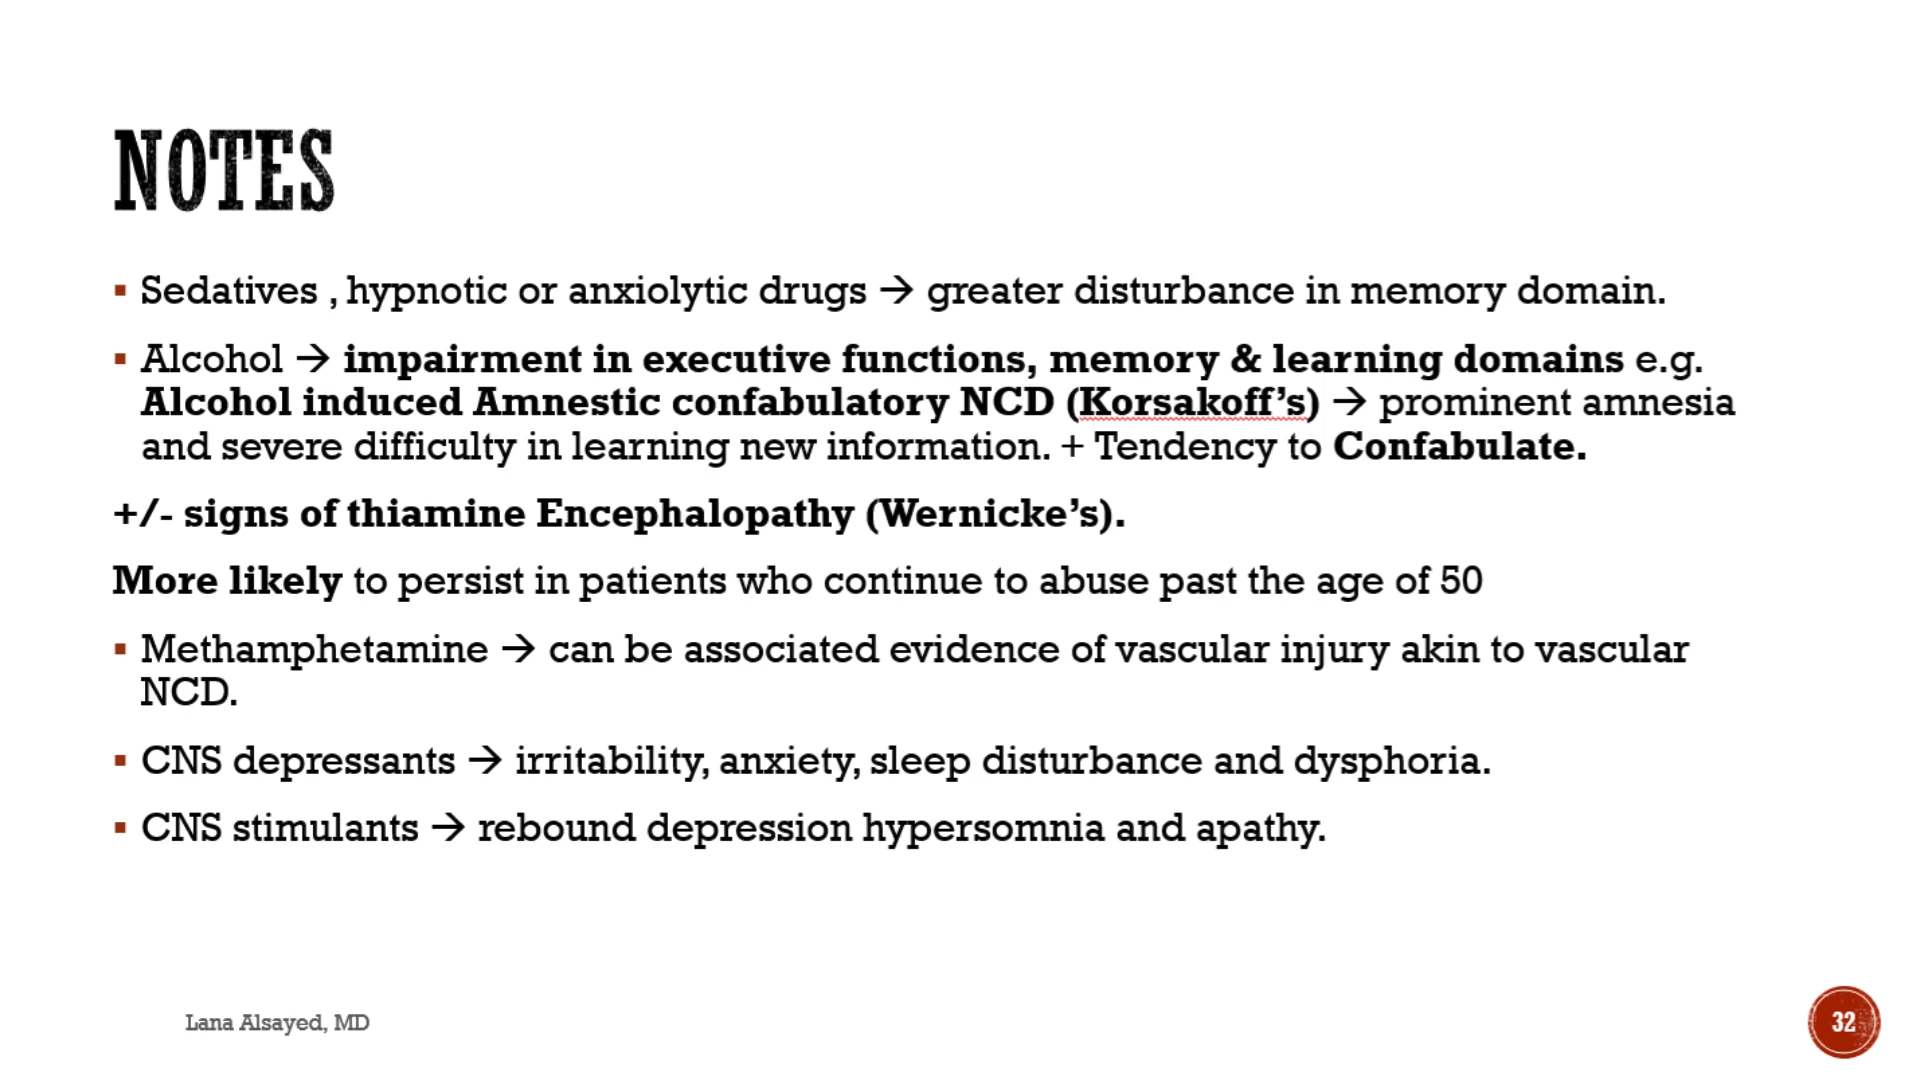 NOTES
▪ Sedatives , hypnotic or anxiolytic drugs → greater disturbance in memory domain.
▪ Alcohol → impairment in executive functions, memory & learning domains e.g.
Alcohol induced Amnestic confabulatory NCD (Korsakoff’s) → prominent amnesia
and severe difficulty in learning new information. + Tendency to Confabulate.
+/- signs of thiamine Encephalopathy (Wernicke’s).
More likely to persist in patients who continue to abuse past the age of 50
▪ Methamphetamine → can be associated evidence of vascular injury akin to vascular
NCD.
▪ CNS depressants → irritability, anxiety, sleep disturbance and dysphoria.
▪ CNS stimulants → rebound depression hypersomnia and apathy.
Lana Alsayed, MD
32